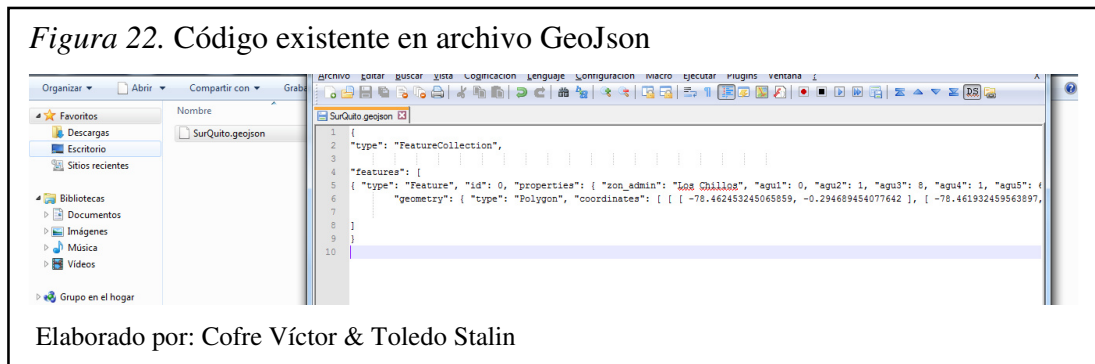 Figura 22. Código existente en archivo GeoJson
Archivo Editar Buscar Vista Codificación Lenguaje Configuración Macro Ejecutar Plugins Ventana ? X
Organizar Abrir Compartir con Graba
DS
Nombre
SurQuito.geojson
Favoritos
Descargas
Escritorio
Sitios recientes
Bibliotecas
Documentos
Imágenes
Música
Vídeos
Grupo en el hogar
SurQuito.geojson
1 {
2 "type": "FeatureCollection",
3
4 "features": [
5 { "type": "Feature", "id": 0, "properties": { "zon_admin": "Los Chillos", "agu1": 0, "agu2": 1, "agu3": 8, "agu4": 1, "agu5": 6
6 "geometry": { "type": "Polygon", "coordinates": [ [ [ -78.462453245065859, -0.294689454077642 ], [ -78.461932459563897,
7
8 ]
9 }
10
Elaborado por: Cofre Víctor & Toledo Stalin